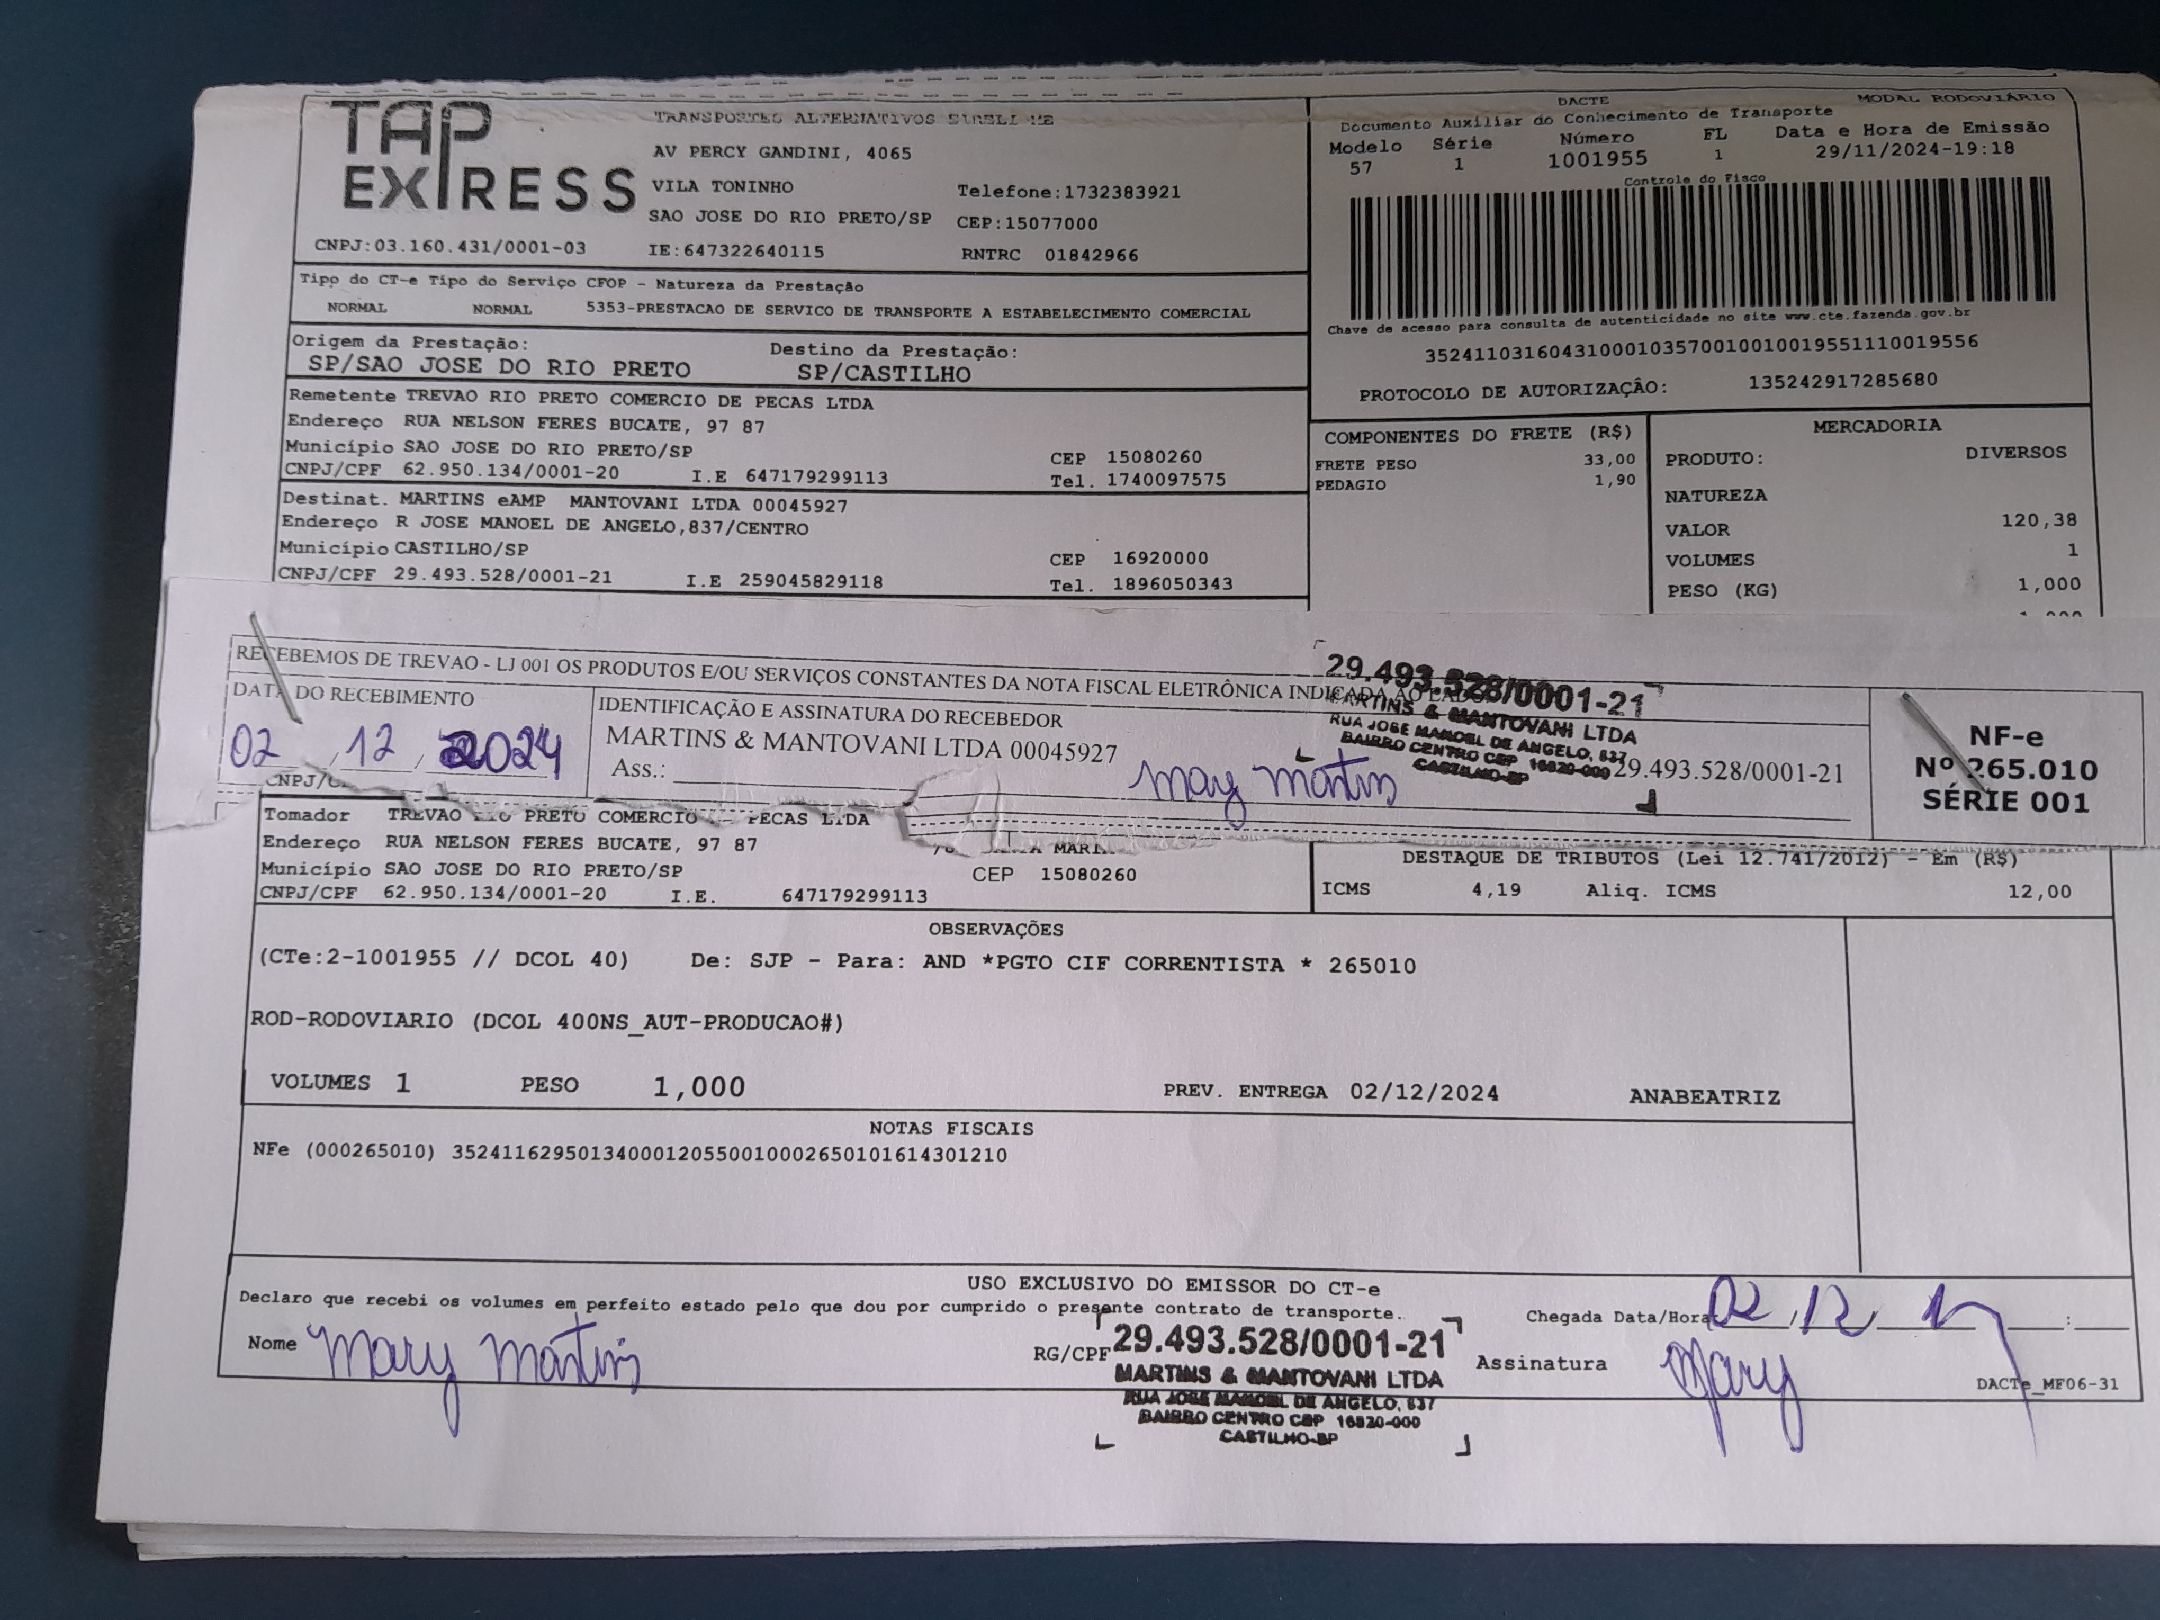 TAP EXPRESS
TRANSPORTES ALTERNATIVOS EIRELI ME
AV PERCY GANDINI, 4065
VILA TONINHO
Telefone:1732383921
SAO JOSE DO RIO PRETO/SP CEP:15077000
CNPJ:03.160.431/0001-03 IE:647322640115 RNTRC 01842966
DACTE MODAL RODOVIÁRIO
Documento Auxiliar do Conhecimento de Transporte
Modelo Série Número FL Data e Hora de Emissão
57 1 1001955 1 29/11/2024-19:18
Controle do Fisco
Chave de acesso para consulta de autenticidade no site www.cte.fazenda.gov.br
35241103160431000103570010010019551110019556
PROTOCOLO DE AUTORIZAÇÂO: 135242917285680
Tipo do CT-e Tipo do Serviço CFOP - Natureza da Prestação
NORMAL NORMAL 5353-PRESTACAO DE SERVICO DE TRANSPORTE A ESTABELECIMENTO COMERCIAL
Origem da Prestação: Destino da Prestação:
SP/SAO JOSE DO RIO PRETO SP/CASTILHO
Remetente TREVAO RIO PRETO COMERCIO DE PECAS LTDA
Endereço RUA NELSON FERES BUCATE, 97 87
Município SAO JOSE DO RIO PRETO/SP CEP 15080260
CNPJ/CPF 62.950.134/0001-20 I.E 647179299113 Tel. 1740097575
Destinat. MARTINS eAMP MANTOVANI LTDA 00045927
Endereço R JOSE MANOEL DE ANGELO,837/CENTRO
Município CASTILHO/SP CEP 16920000
CNPJ/CPF 29.493.528/0001-21 I.E 259045829118 Tel. 1896050343
COMPONENTES DO FRETE (R$)
FRETE PESO 33,00
PEDAGIO 1,90
MERCADORIA
PRODUTO: DIVERSOS
NATUREZA
VALOR 120,38
VOLUMES 1
PESO (KG) 1,000
RECEBEMOS DE TREVAO - LJ 001 OS PRODUTOS E/OU SERVIÇOS CONSTANTES DA NOTA FISCAL ELETRÔNICA INDICADA AO LADO
DATA DO RECEBIMENTO
02 , 12 , 2024
IDENTIFICAÇÃO E ASSINATURA DO RECEBEDOR
MARTINS & MANTOVANI LTDA 00045927
29.493.528/0001-21
Ass.: Mary Martins
29.493.528/0001-21
MARTINS & MANTOVANI LTDA
RUA JOSE MANOEL DE ANGELO, 837
BAIRRO CENTRO CEP 16920-000
CASTILHO-SP
NF-e
Nº 265.010
SÉRIE 001
CNPJ/C
Tomador TREVAO RIO PRETO COMERCIO PECAS LTDA
Endereço RUA NELSON FERES BUCATE, 97 87
Município SAO JOSE DO RIO PRETO/SP CEP 15080260
CNPJ/CPF 62.950.134/0001-20 I.E. 647179299113
DESTAQUE DE TRIBUTOS (Lei 12.741/2012) - Em (R$)
ICMS 4,19 Aliq. ICMS 12,00
OBSERVAÇÕES
(CTe:2-1001955 // DCOL 40) De: SJP - Para: AND *PGTO CIF CORRENTISTA * 265010
ROD-RODOVIARIO (DCOL 400NS_AUT-PRODUCAO#)
VOLUMES 1 PESO 1,000 PREV. ENTREGA 02/12/2024 ANABEATRIZ
NOTAS FISCAIS
NFe (000265010) 35241162950134000120550010002650101614301210
USO EXCLUSIVO DO EMISSOR DO CT-e
Declaro que recebi os volumes em perfeito estado pelo que dou por cumprido o presente contrato de transporte.
Chegada Data/Hora 02 / 12
Nome Mary Martins
RG/CPF
29.493.528/0001-21
MARTINS & MANTOVANI LTDA
RUA JOSE MANOEL DE ANGELO, 837
BAIRRO CENTRO CEP 16920-000
CASTILHO-SP
Assinatura Mary
DACTe_MF06-31